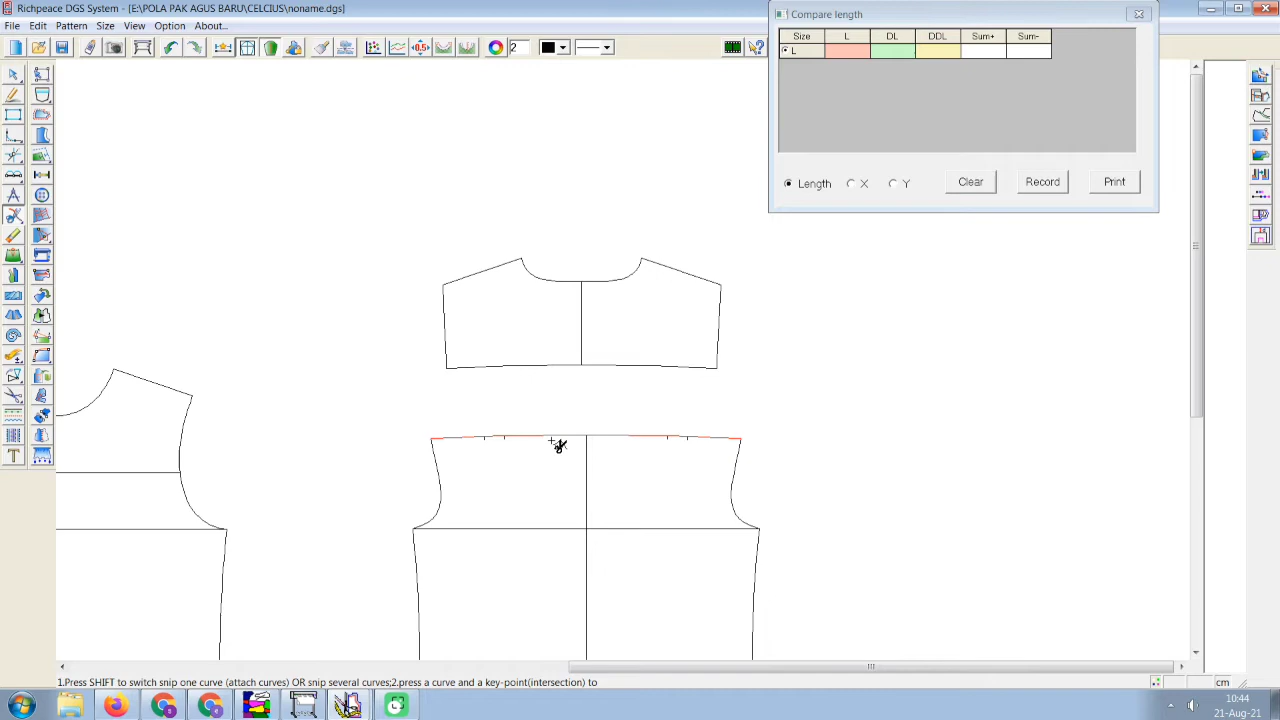 Richpeace DGS System - [E:\POLA PAK AGUS BARU\CELCIUS\noname.dgs]
File Edit Pattern Size View Option About...
2
Compare length
Size L DL DDL Sum+ Sum-
L
Length X Y Clear Record Print
1.Press SHIFT to switch snip one curve (attach curves) OR snip several curves;2.press a curve and a key-point(intersection) to
cm
10:44
21-Aug-21